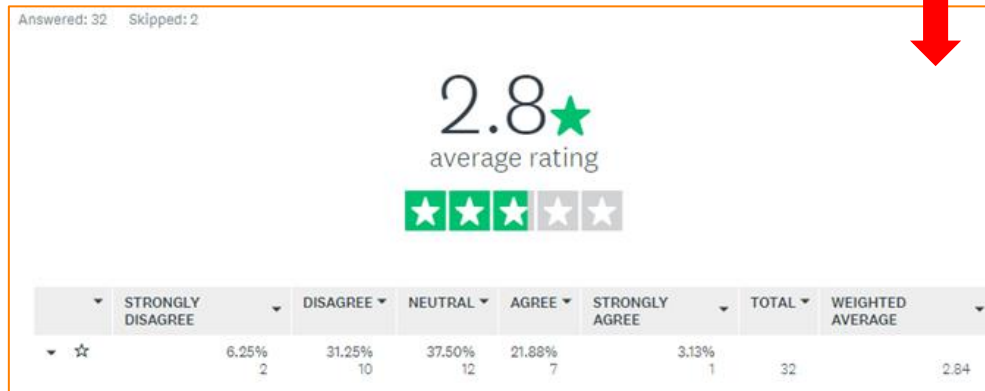 Answered: 32 Skipped: 2
2.8
average rating
STRONGLY DISAGREE DISAGREE NEUTRAL AGREE STRONGLY AGREE TOTAL WEIGHTED AVERAGE
6.25% 31.25% 37.50% 21.88% 3.13%
2 10 12 7 1 32 2.84